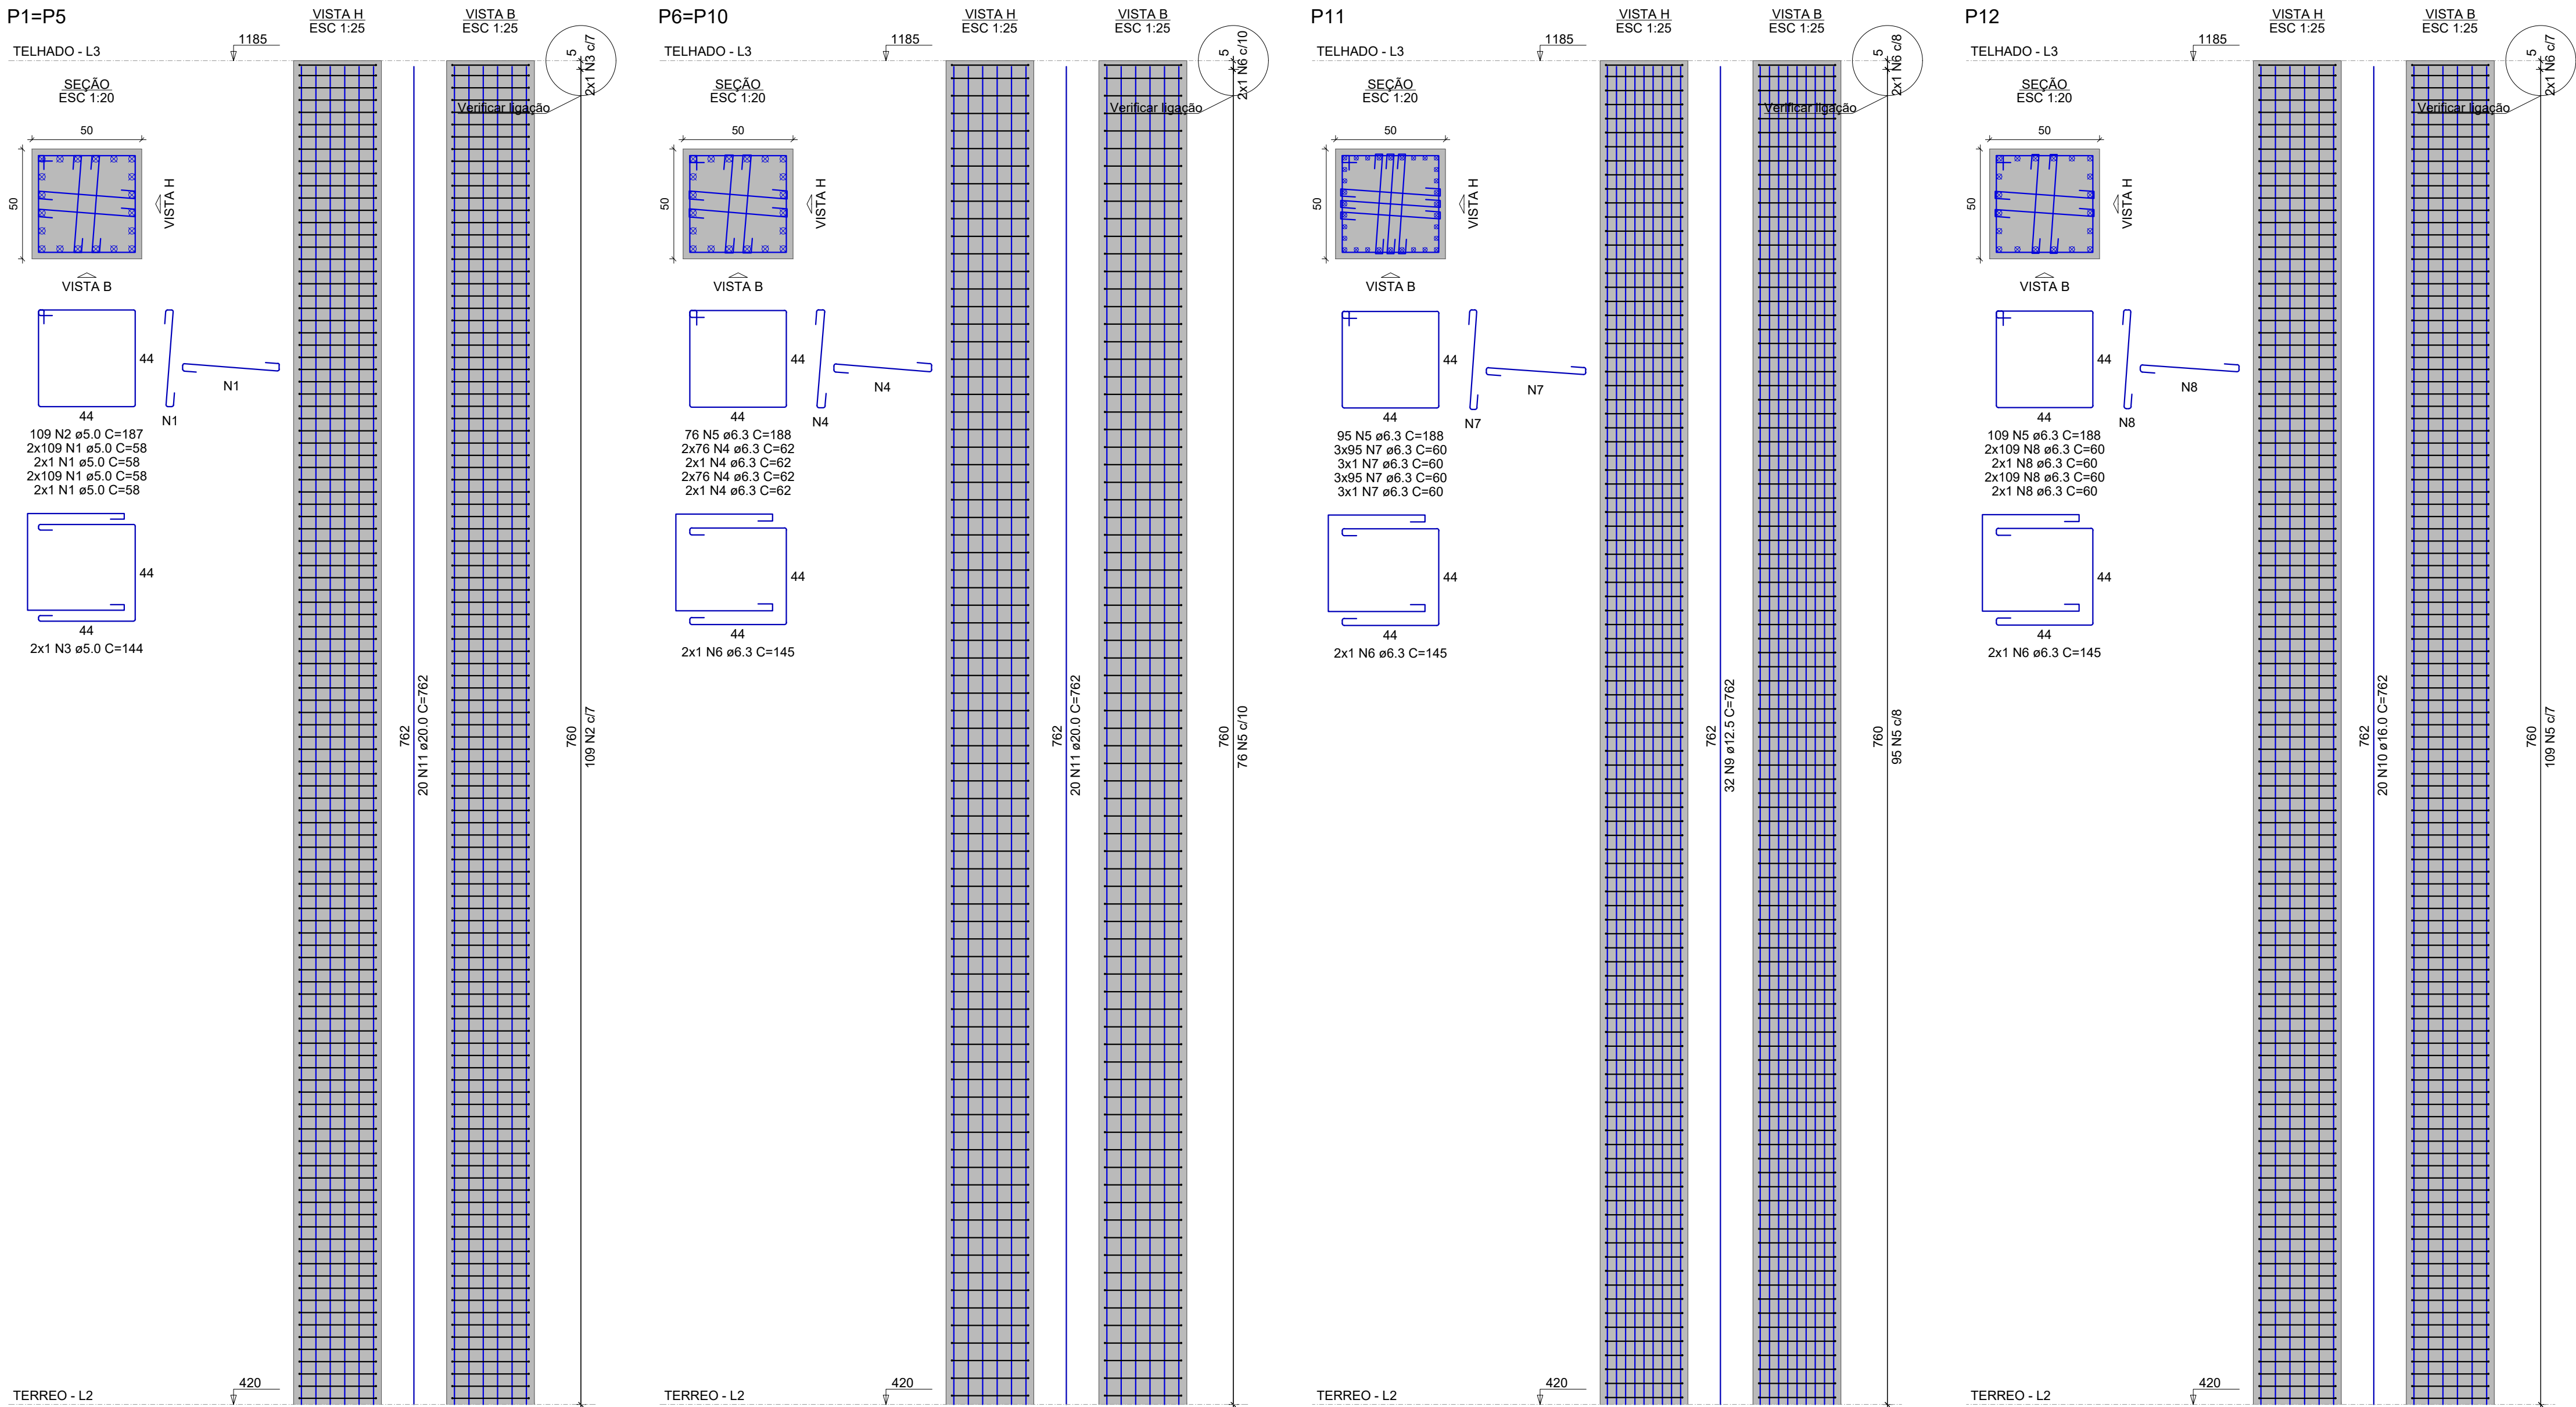 P1=P5
VISTA H
ESC 1:25
VISTA B
ESC 1:25
TELHADO - L3
1185
5
2x1 N3 c/7
Verificar ligação
SEÇÃO
ESC 1:20
50
50
VISTA H
VISTA B
44
44
N1
N1
109 N2 ø5.0 C=187
2x109 N1 ø5.0 C=58
2x1 N1 ø5.0 C=58
2x109 N1 ø5.0 C=58
2x1 N1 ø5.0 C=58
44
44
2x1 N3 ø5.0 C=144
762
20 N11 ø20.0 C=762
760
109 N2 c/7
TERREO - L2
420
P6=P10
VISTA H
ESC 1:25
VISTA B
ESC 1:25
TELHADO - L3
1185
5
2x1 N6 c/10
Verificar ligação
SEÇÃO
ESC 1:20
50
50
VISTA H
VISTA B
44
44
N4
N4
76 N5 ø6.3 C=188
2x76 N4 ø6.3 C=62
2x1 N4 ø6.3 C=62
2x76 N4 ø6.3 C=62
2x1 N4 ø6.3 C=62
44
44
2x1 N6 ø6.3 C=145
762
20 N11 ø20.0 C=762
760
76 N5 c/10
TERREO - L2
420
P11
VISTA H
ESC 1:25
VISTA B
ESC 1:25
TELHADO - L3
1185
5
2x1 N6 c/8
Verificar ligação
SEÇÃO
ESC 1:20
50
50
VISTA H
VISTA B
44
44
N7
N7
95 N5 ø6.3 C=188
3x95 N7 ø6.3 C=60
3x1 N7 ø6.3 C=60
3x95 N7 ø6.3 C=60
3x1 N7 ø6.3 C=60
44
44
2x1 N6 ø6.3 C=145
762
32 N9 ø12.5 C=762
760
95 N5 c/8
TERREO - L2
420
P12
VISTA H
ESC 1:25
VISTA B
ESC 1:25
TELHADO - L3
1185
5
2x1 N6 c/7
Verificar ligação
SEÇÃO
ESC 1:20
50
50
VISTA H
VISTA B
44
44
N8
N8
109 N5 ø6.3 C=188
2x109 N8 ø6.3 C=60
2x1 N8 ø6.3 C=60
2x109 N8 ø6.3 C=60
2x1 N8 ø6.3 C=60
44
44
2x1 N6 ø6.3 C=145
762
20 N10 ø16.0 C=762
760
109 N5 c/7
TERREO - L2
420